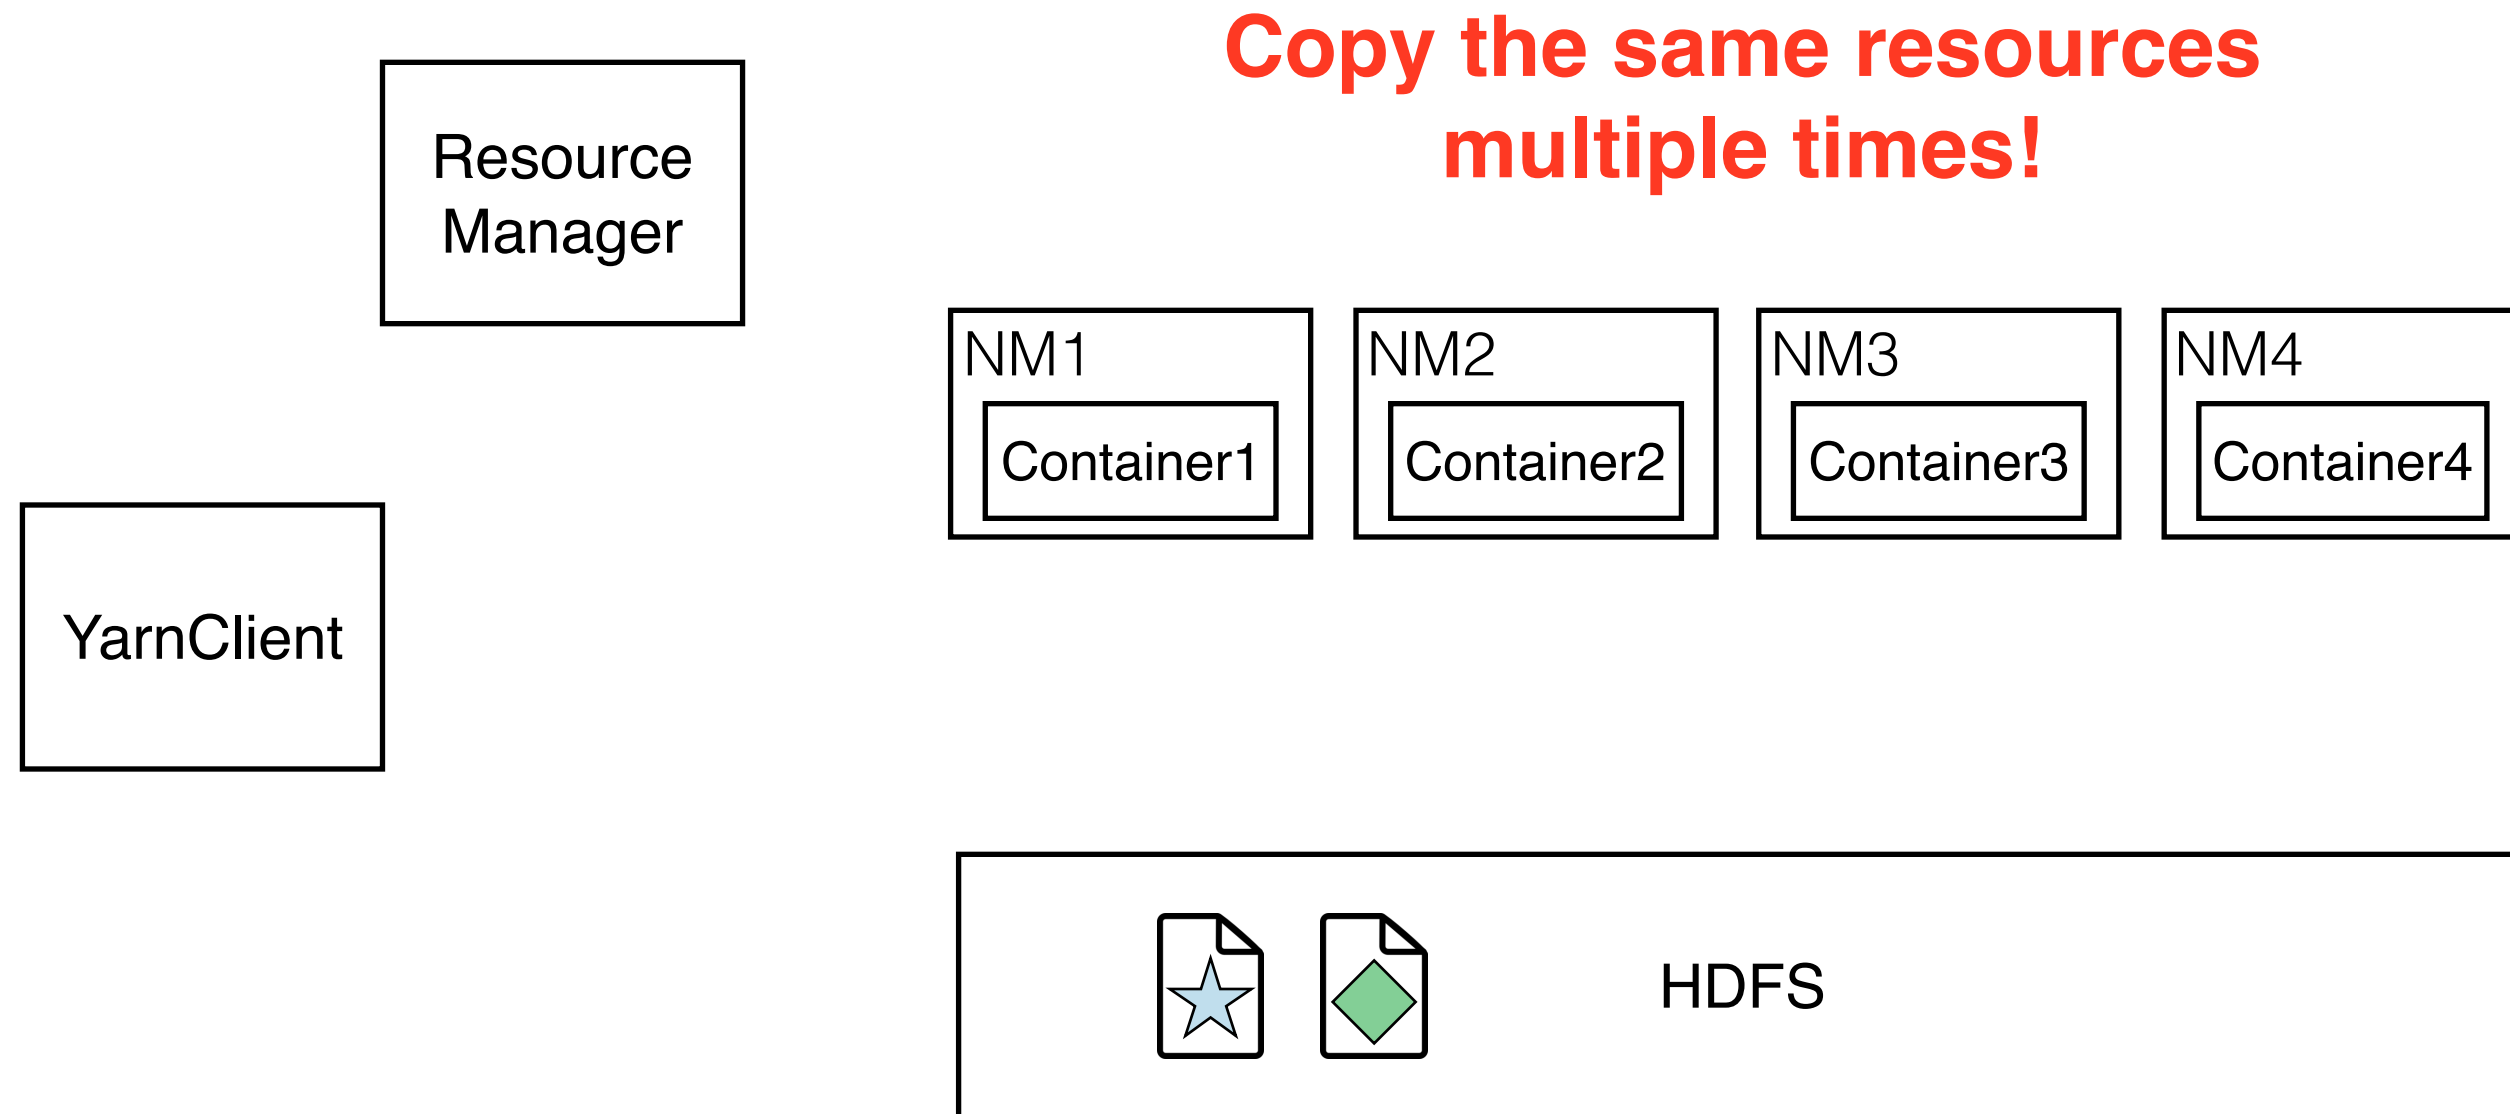 Copy the same resources
multiple times!
Resource
Manager
NM1
NM2
NM3
NM4
Container1
Container2
Container3
Container4
YarnClient
HDFS